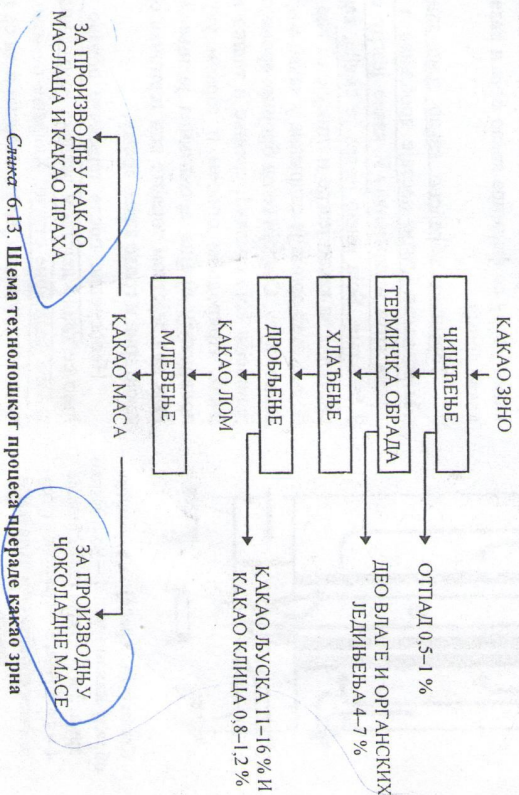 КАКАО ЗРНО
ЧИШЋЕЊЕ
ОТПАД 0,5–1 %
ТЕРМИЧКА ОБРАДА
ДЕО ВЛАГЕ И ОРГАНСКИХ
ЈЕДИЊЕЊА 4–7 %
ХЛАЂЕЊЕ
ДРОБЉЕЊЕ
КАКАО ЉУСКА 11–16 % И
КАКАО КЛИЦА 0,8–1,2 %
КАКАО ЛОМ
МЛЕВЕЊЕ
КАКАО МАСА
ЗА ПРОИЗВОДЊУ КАКАО
МАСЛАЦА И КАКАО ПРАХА
ЗА ПРОИЗВОДЊУ
ЧОКОЛАДНЕ МАСЕ
Слика 6.13. Шема технолошког процеса прераде какао зрна